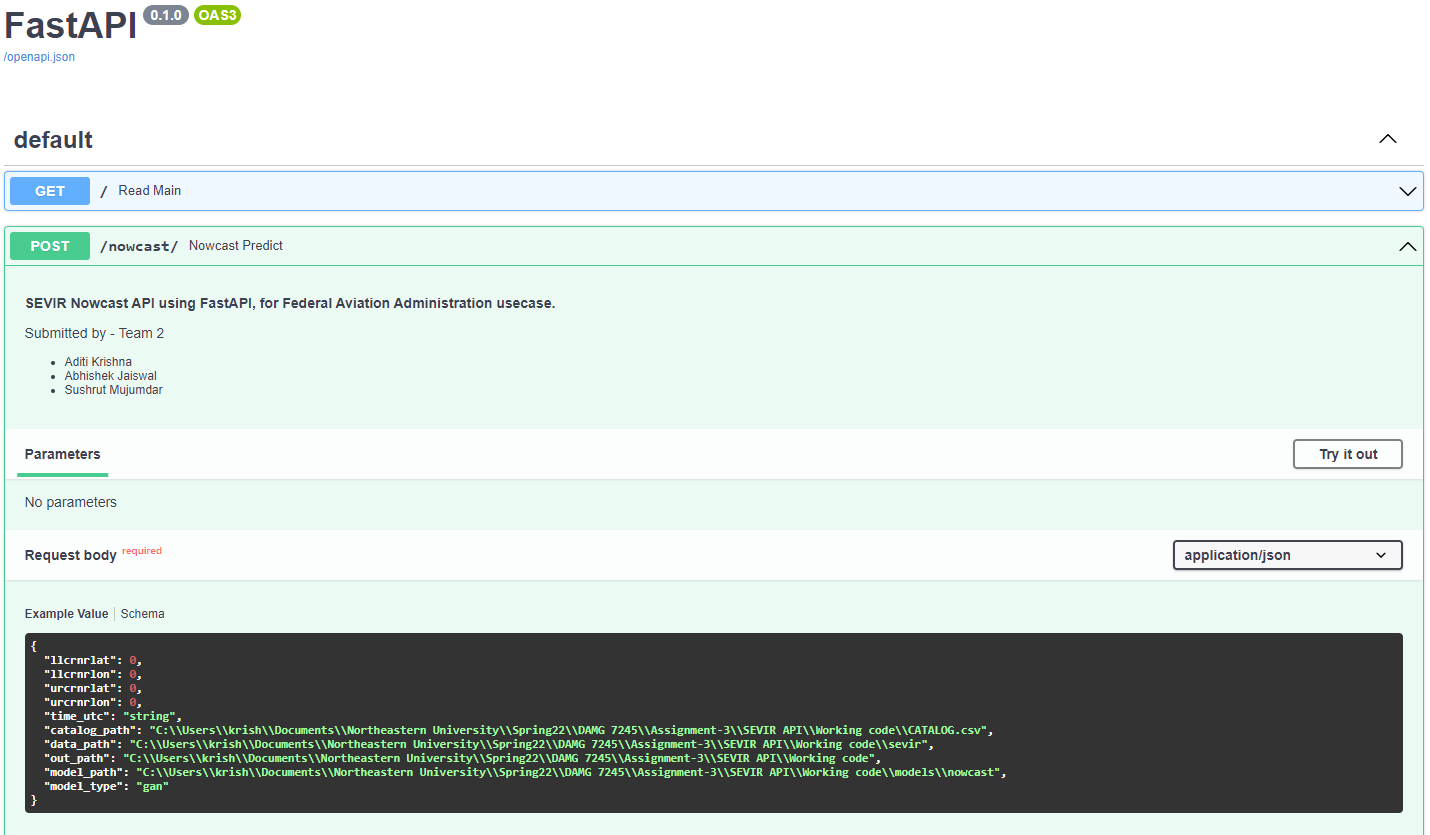 FastAPI 0.1.0 OAS3
/openapi.json
default
GET / Read Main
POST /nowcast/ Nowcast Predict
SEVIR Nowcast API using FastAPI, for Federal Aviation Administration usecase.
Submitted by - Team 2
Aditi Krishna
Abhishek Jaiswal
Sushrut Mujumdar
Parameters Try it out
No parameters
Request body required application/json
Example Value Schema
{
"llcrnrlat": 0,
"llcrnrlon": 0,
"urcrnrlat": 0,
"urcrnrlon": 0,
"time_utc": "string",
"catalog_path": "C:\\Users\\krish\\Documents\\Northeastern University\\Spring22\\DAMG 7245\\Assignment-3\\SEVIR API\\Working code\\CATALOG.csv",
"data_path": "C:\\Users\\krish\\Documents\\Northeastern University\\Spring22\\DAMG 7245\\Assignment-3\\SEVIR API\\Working code\\sevir",
"out_path": "C:\\Users\\krish\\Documents\\Northeastern University\\Spring22\\DAMG 7245\\Assignment-3\\SEVIR API\\Working code",
"model_path": "C:\\Users\\krish\\Documents\\Northeastern University\\Spring22\\DAMG 7245\\Assignment-3\\SEVIR API\\Working code\\models\\nowcast",
"model_type": "gan"
}